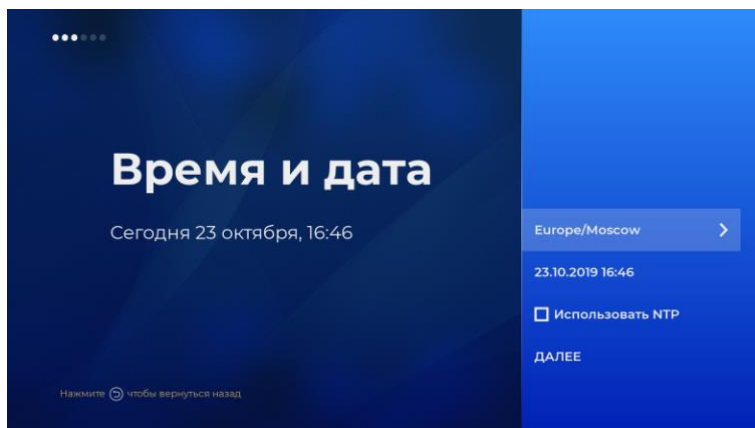 Время и дата
Сегодня 23 октября, 16:46
Europe/Moscow
23.10.2019 16:46
Использовать NTP
ДАЛЕЕ
Нажмите чтобы вернуться назад